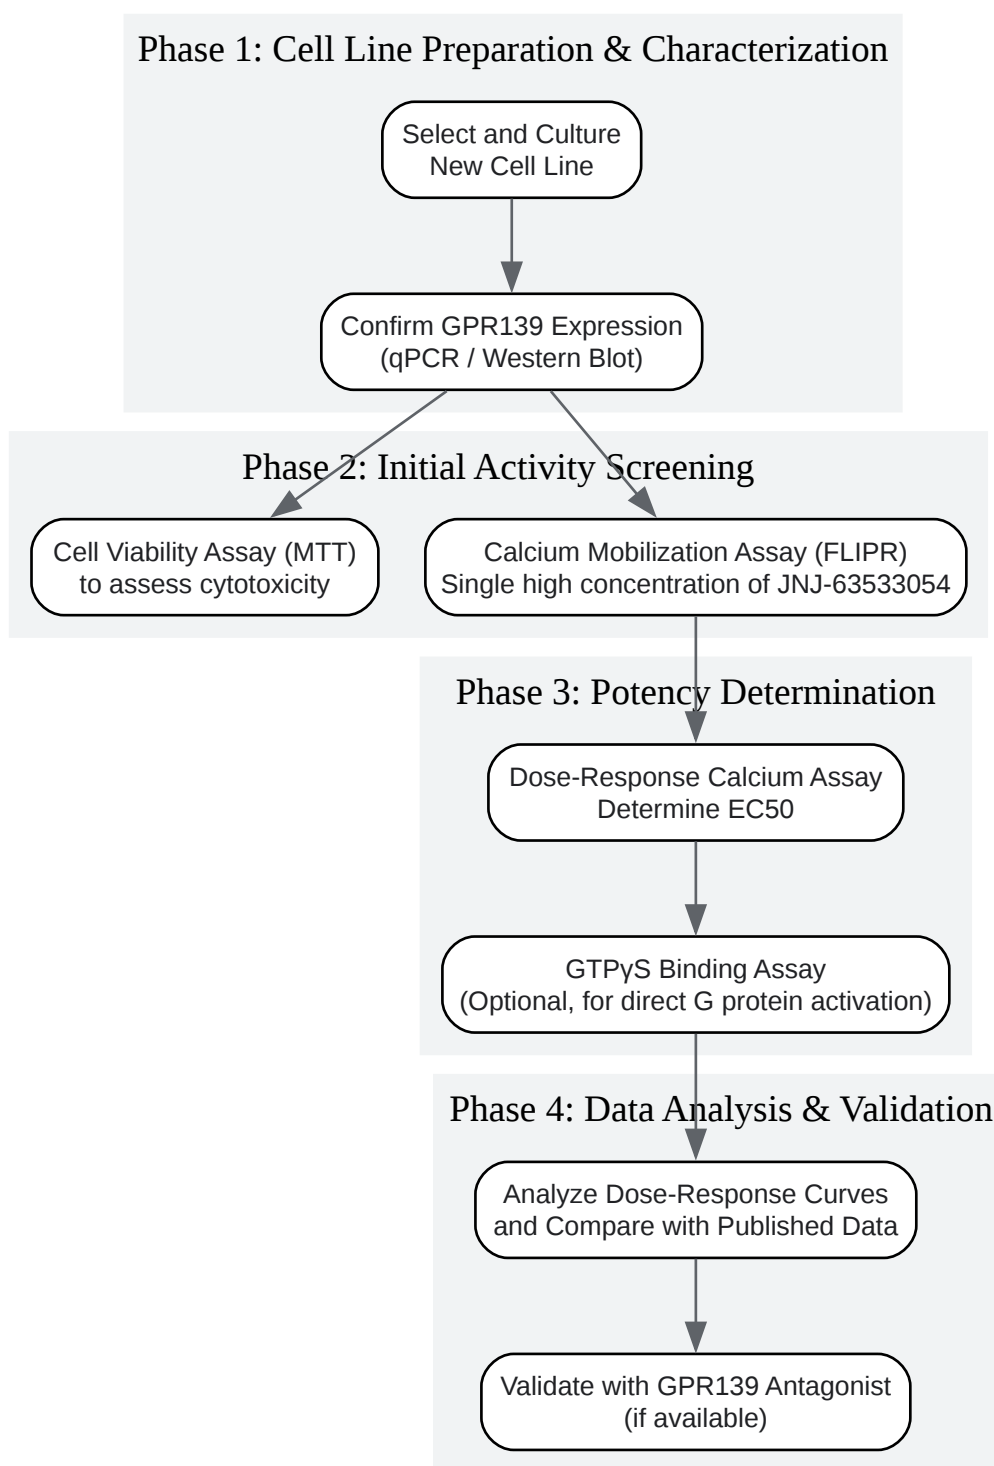 Phase 1: Cell Line Preparation & Characterization
Select and Culture
New Cell Line
Confirm GPR139 Expression
(qPCR / Western Blot)
Phase 2: Initial Activity Screening
Cell Viability Assay (MTT)
to assess cytotoxicity
Calcium Mobilization Assay (FLIPR)
Single high concentration of JNJ-63533054
Phase 3: Potency Determination
Dose-Response Calcium Assay
Determine EC50
GTPγS Binding Assay
(Optional, for direct G protein activation)
Phase 4: Data Analysis & Validation
Analyze Dose-Response Curves
and Compare with Published Data
Validate with GPR139 Antagonist
(if available)